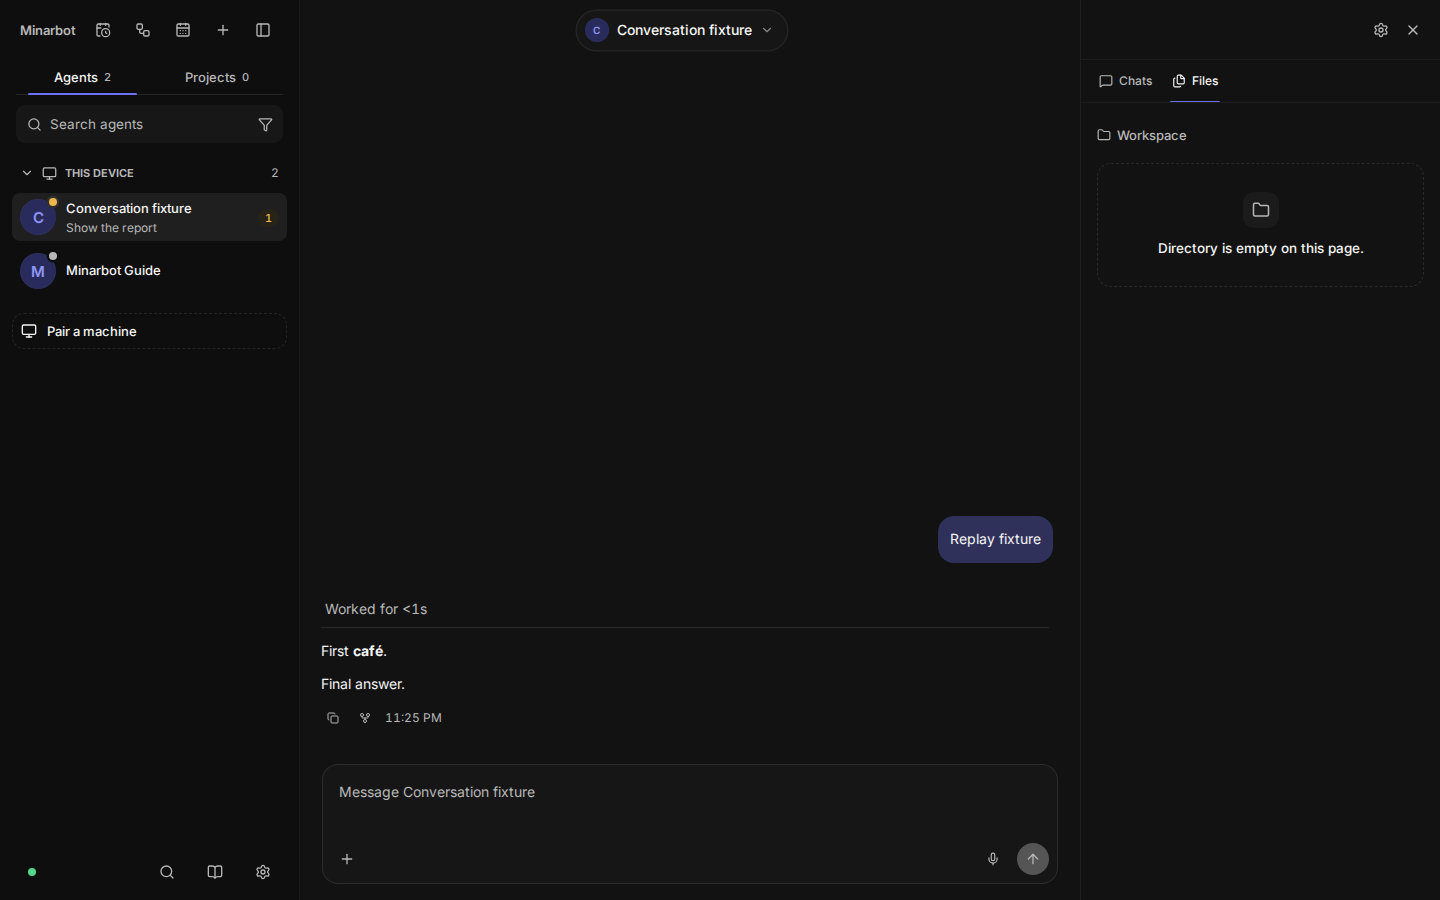 Minarbot
Agents 2
Projects 0
Search agents
THIS DEVICE 2
C
Conversation fixture
Show the report
1
M
Minarbot Guide
Pair a machine
C Conversation fixture
Replay fixture
Worked for <1s
First café.
Final answer.
11:25 PM
Message Conversation fixture
Chats
Files
Workspace
Directory is empty on this page.